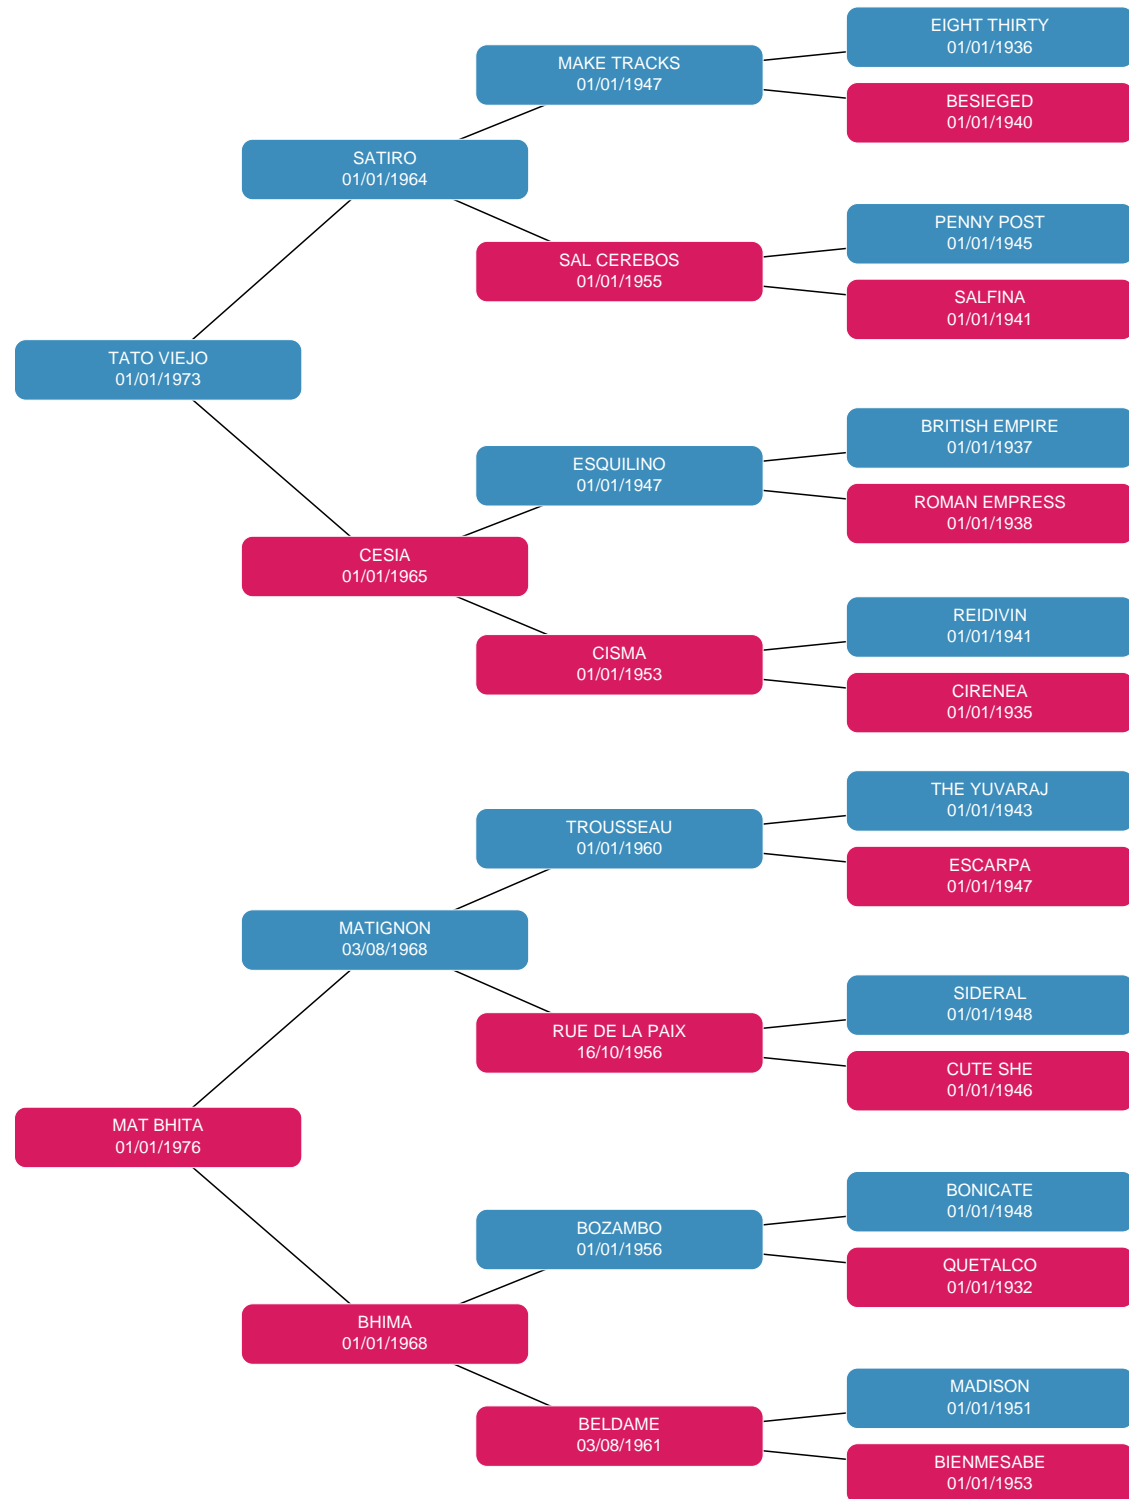 EIGHT THIRTY
01/01/1936
MAKE TRACKS
01/01/1947
BESIEGED
01/01/1940
SATIRO
01/01/1964
PENNY POST
01/01/1945
SAL CEREBOS
01/01/1955
SALFINA
01/01/1941
TATO VIEJO
01/01/1973
BRITISH EMPIRE
01/01/1937
ESQUILINO
01/01/1947
ROMAN EMPRESS
01/01/1938
CESIA
01/01/1965
REIDIVIN
01/01/1941
CISMA
01/01/1953
CIRENEA
01/01/1935
THE YUVARAJ
01/01/1943
TROUSSEAU
01/01/1960
ESCARPA
01/01/1947
MATIGNON
03/08/1968
SIDERAL
01/01/1948
RUE DE LA PAIX
16/10/1956
CUTE SHE
01/01/1946
MAT BHITA
01/01/1976
BONICATE
01/01/1948
BOZAMBO
01/01/1956
QUETALCO
01/01/1932
BHIMA
01/01/1968
MADISON
01/01/1951
BELDAME
03/08/1961
BIENMESABE
01/01/1953